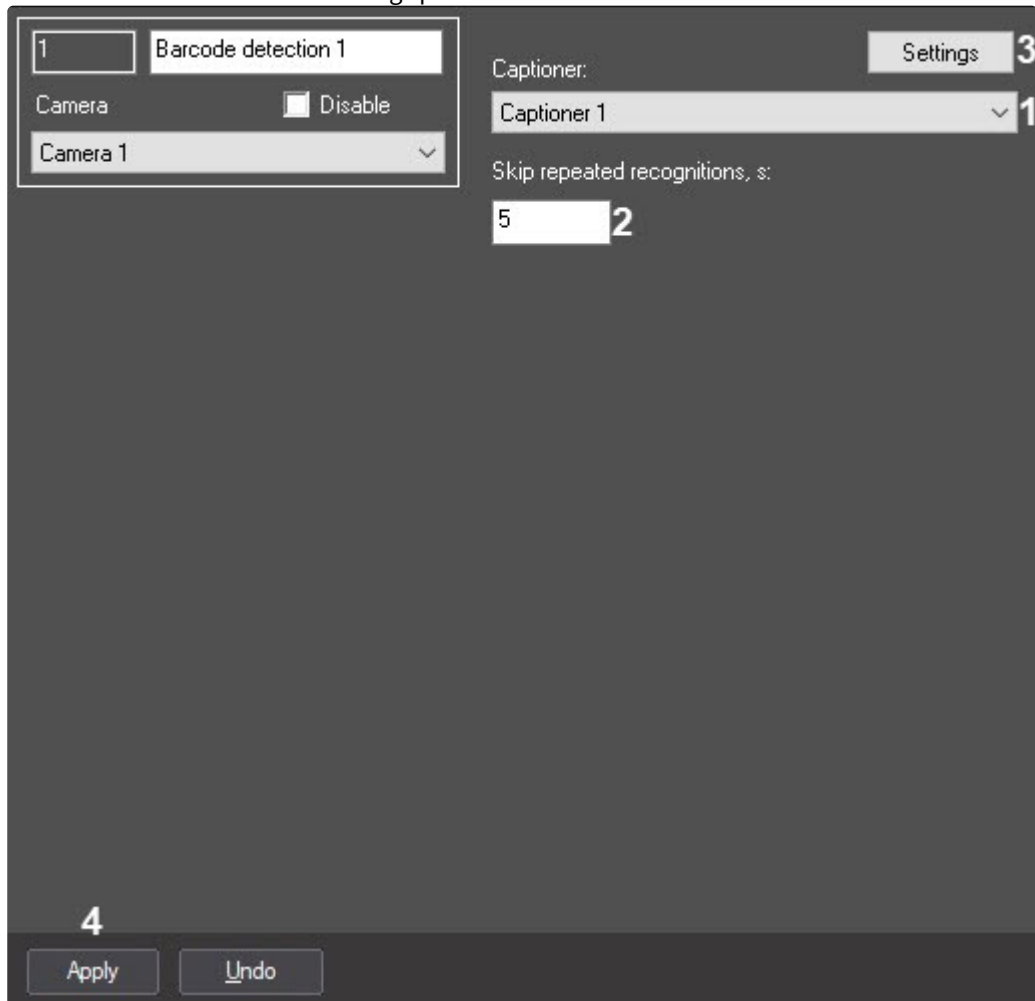 1 Barcode detection 1
Camera Disable
Camera 1
Settings 3
Captioner:
Captioner 1 1
Skip repeated recognitions, s:
5 2
4
Apply Undo